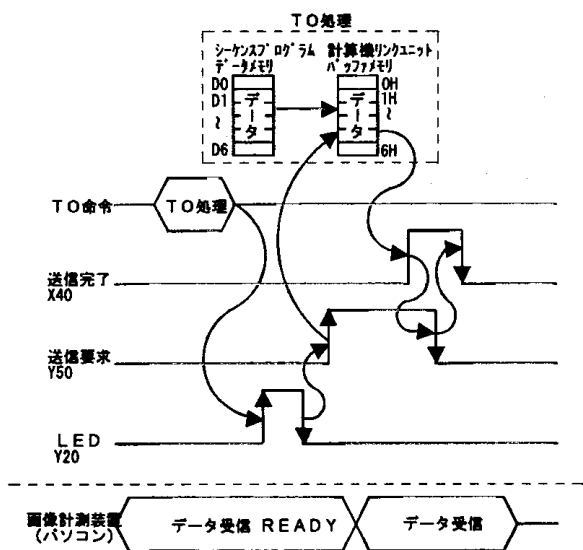 TO処理
シーケンスプログラム 計算機リンクユニット
データメモリ バッファメモリ
D0 0H
D1 デ デ 1H
~ ー ー ~
タ タ
D6 6H
TO命令 TO処理
送信完了
X40
送信要求
Y50
LED
Y20
画像計測装置
(パソコン)
データ受信 READY データ受信